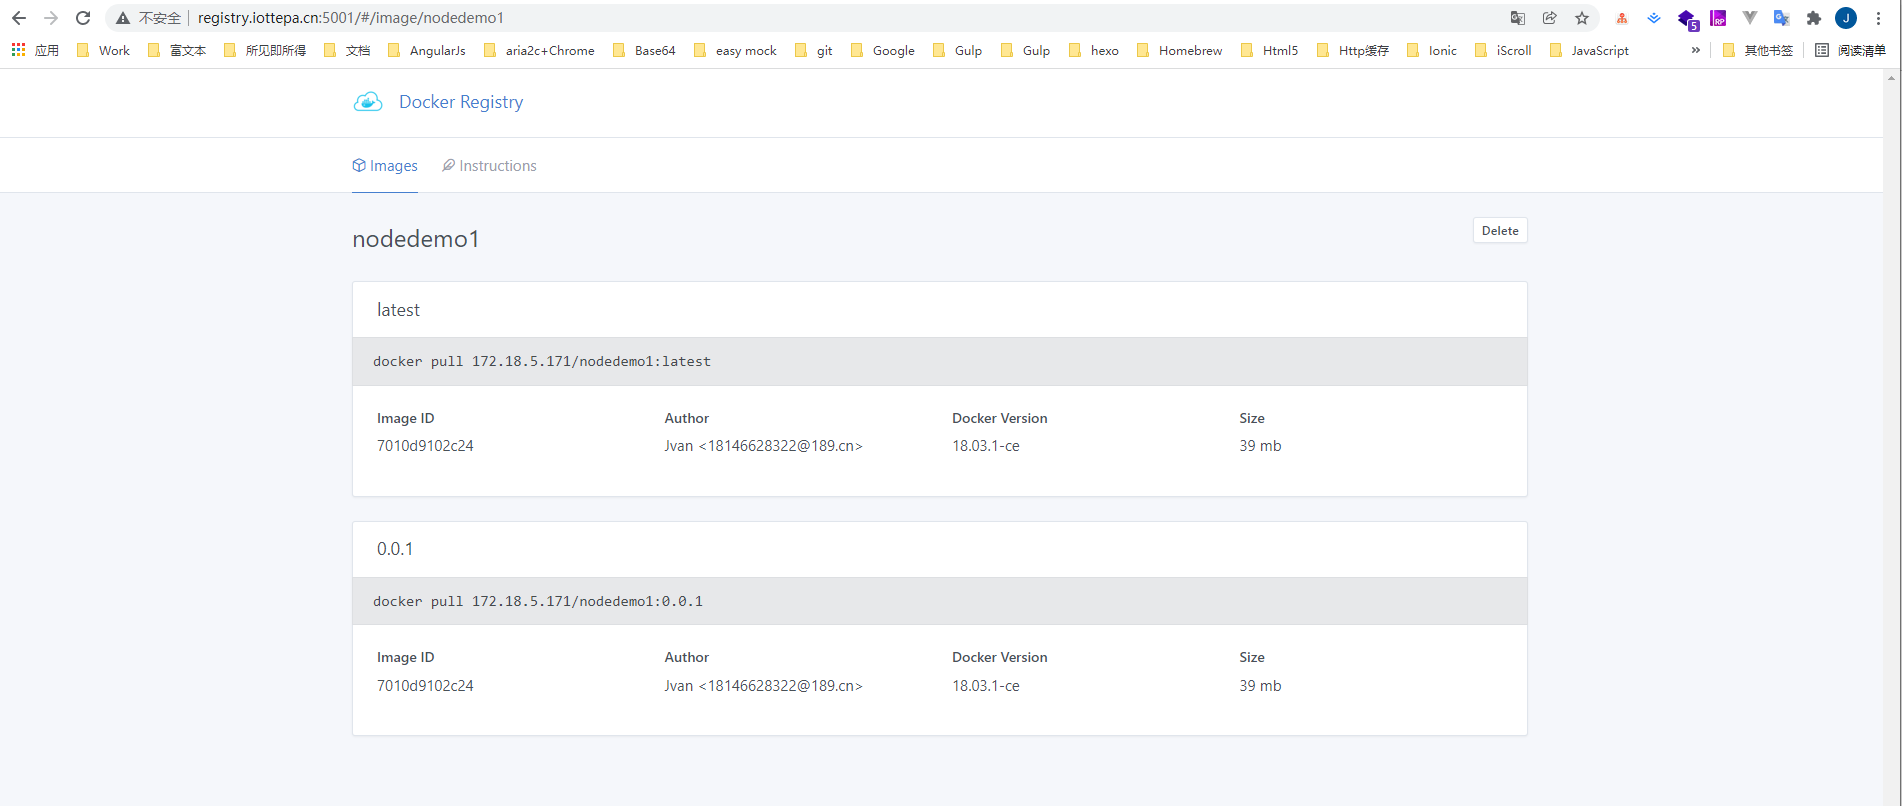 不安全 registry.iottepa.cn:5001/#/image/nodedemo1
5 RP J
应用 Work 富文本 所见即所得 文档 AngularJs aria2c+Chrome Base64 easy mock git Google Gulp Gulp hexo Homebrew Html5 Http缓存 Ionic iScroll JavaScript » 其他书签 阅读清单
Docker Registry
Images Instructions
nodedemo1 Delete
latest
docker pull 172.18.5.171/nodedemo1:latest
Image ID Author Docker Version Size
7010d9102c24 Jvan <18146628322@189.cn> 18.03.1-ce 39 mb
0.0.1
docker pull 172.18.5.171/nodedemo1:0.0.1
Image ID Author Docker Version Size
7010d9102c24 Jvan <18146628322@189.cn> 18.03.1-ce 39 mb